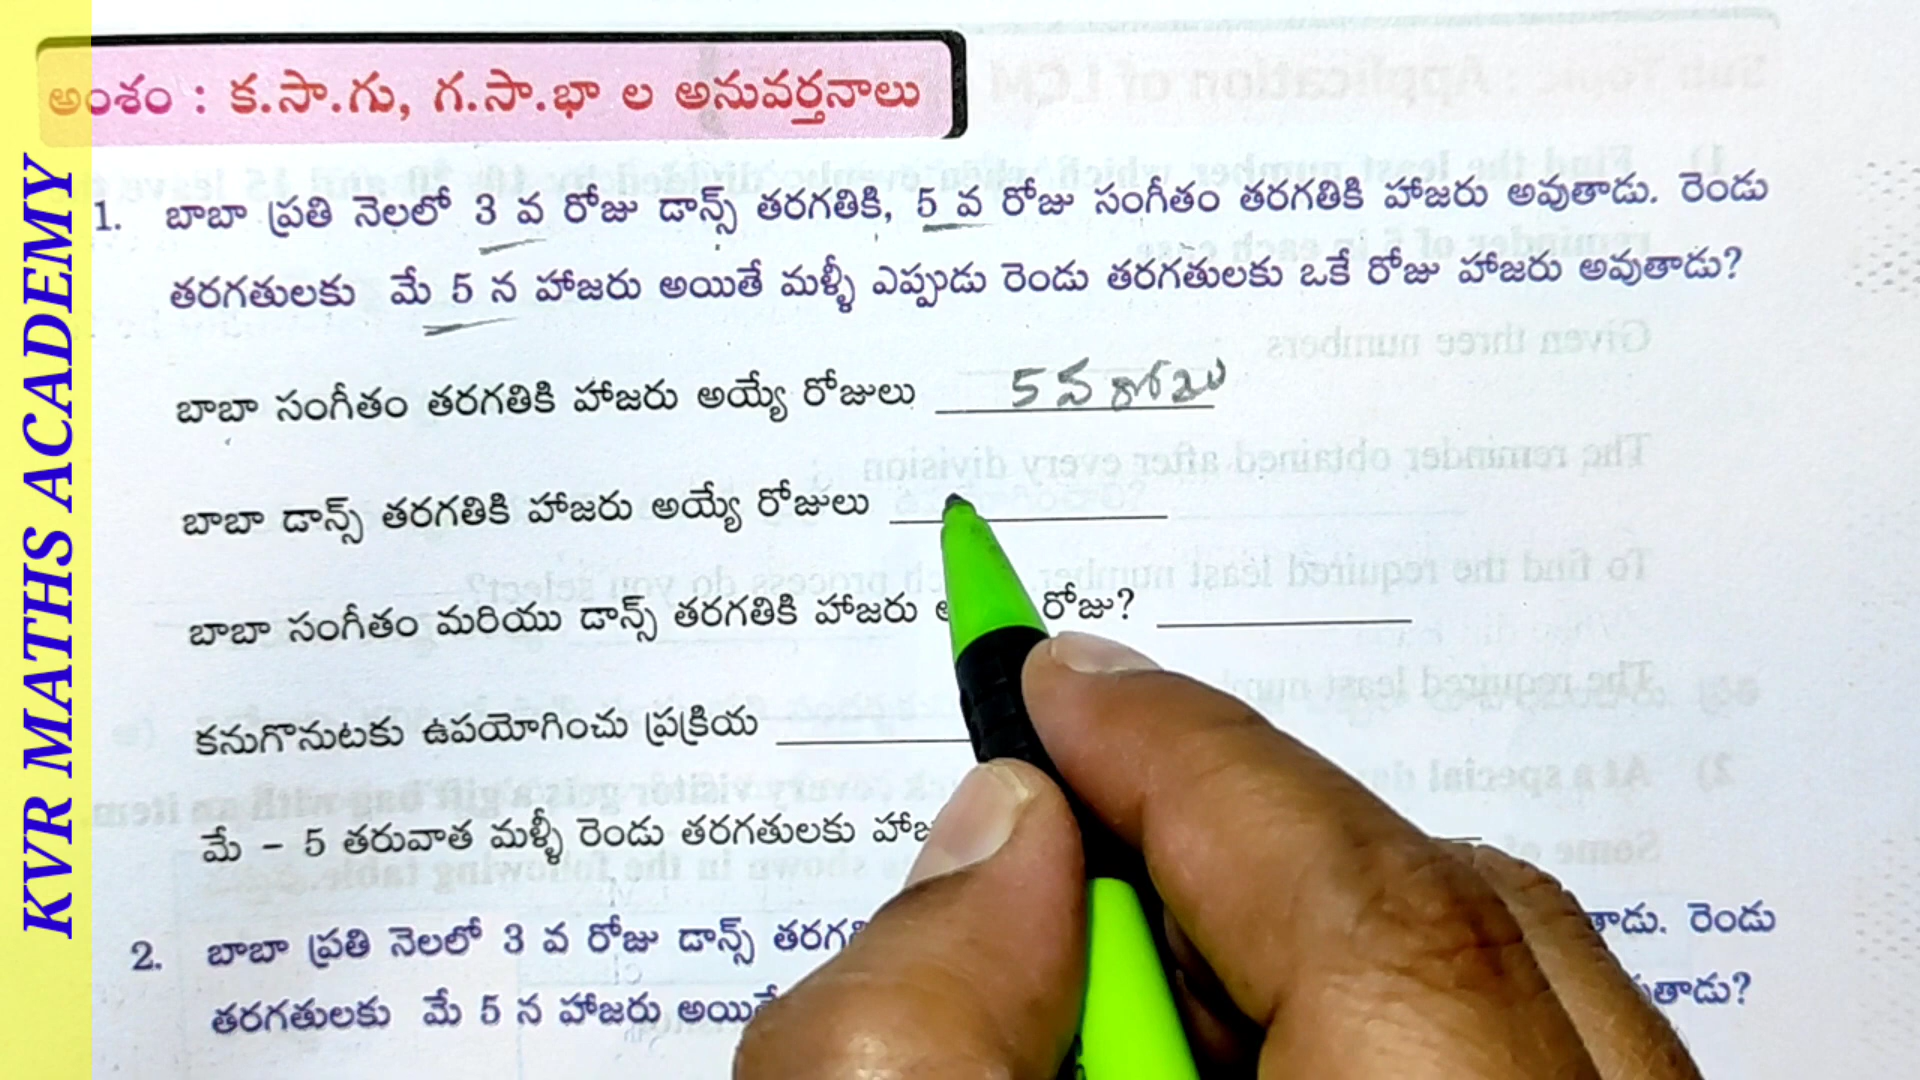 KVR MATHS ACADEMY
అంశం : క.సా.గు, గ.సా.భా ల అనువర్తనాలు
1. బాబా ప్రతి నెలలో 3 వ రోజు డాన్స్ తరగతికి, 5 వ రోజు సంగీతం తరగతికి హాజరు అవుతాడు. రెండు
తరగతులకు మే 5 న హాజరు అయితే మళ్ళీ ఎప్పుడు రెండు తరగతులకు ఒకే రోజు హాజరు అవుతాడు?
బాబా సంగీతం తరగతికి హాజరు అయ్యే రోజులు 5 వ రోజు
బాబా డాన్స్ తరగతికి హాజరు అయ్యే రోజులు
బాబా సంగీతం మరియు డాన్స్ తరగతికి హాజరు రోజు?
కనుగొనుటకు ఉపయోగించు ప్రక్రియ
మే - 5 తరువాత మళ్ళీ రెండు తరగతులకు
2. బాబా ప్రతి నెలలో 3 వ రోజు డాన్స్ రెండు
తరగతులకు మే 5 న హాజరు